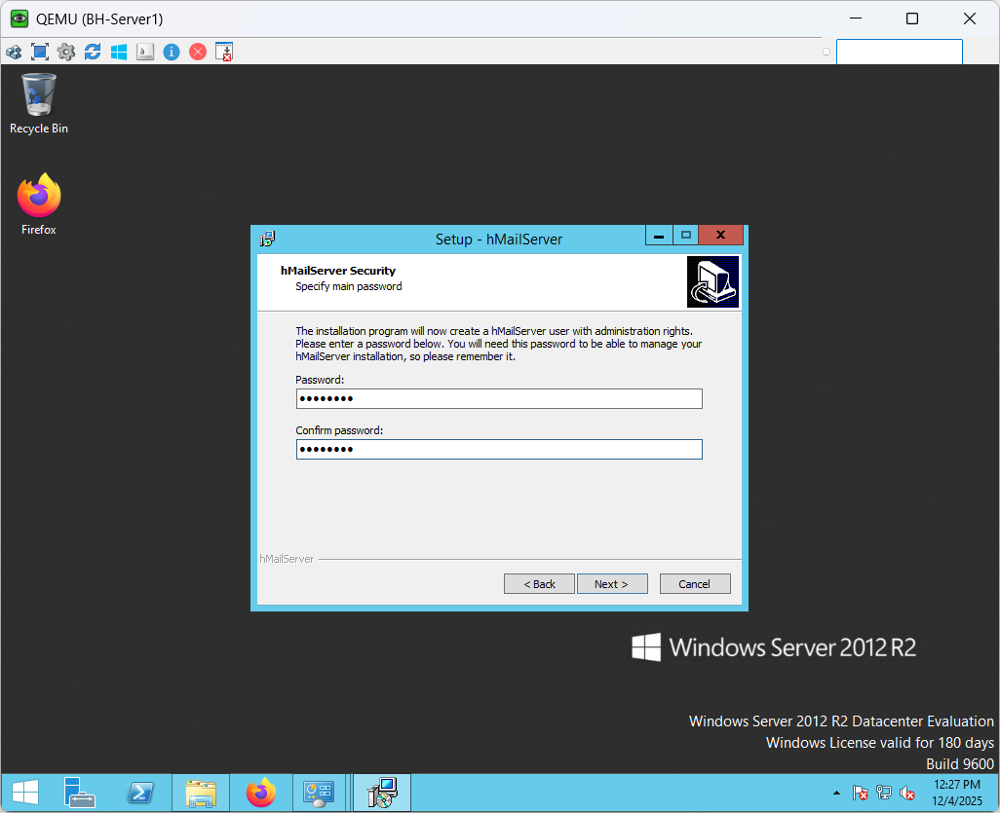 QEMU (BH-Server1)
Recycle Bin
Firefox
Setup - hMailServer
hMailServer Security
Specify main password
The installation program will now create a hMailServer user with administration rights.
Please enter a password below. You will need this password to be able to manage your
hMailServer installation, so please remember it.
Password:
••••••••
Confirm password:
••••••••
hMailServer
< Back
Next >
Cancel
Windows Server 2012 R2
Windows Server 2012 R2 Datacenter Evaluation
Windows License valid for 180 days
Build 9600
12:27 PM
12/4/2025